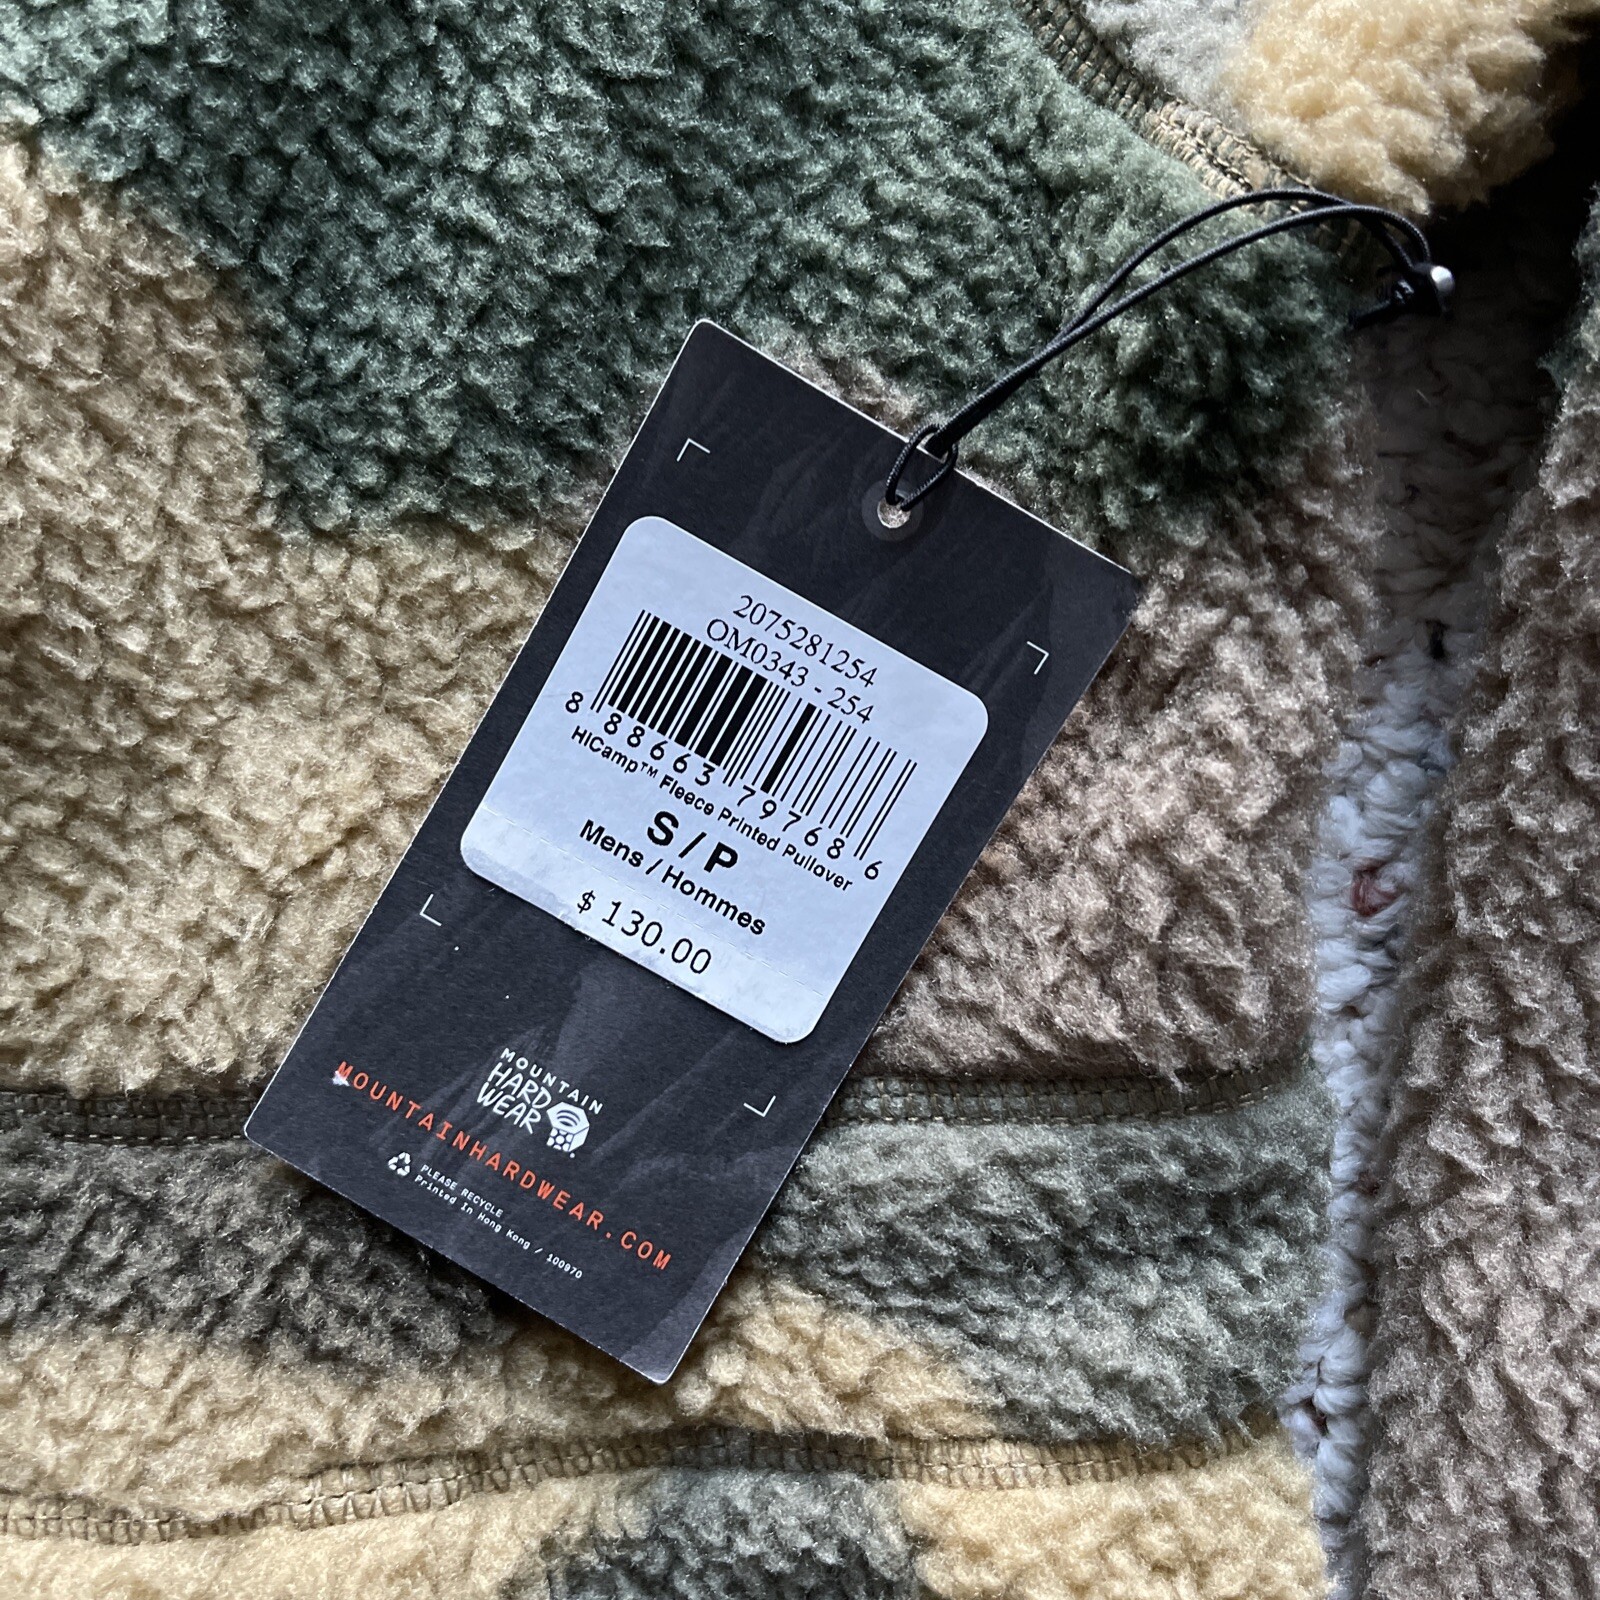 2075281254
OM0343 - 254
8 88663 79768 6
HiCamp™ Fleece Printed Pullover
S / P
Mens / Hommes
$ 130.00
MOUNTAIN
HARD
WEAR
MOUNTAINHARDWEAR.COM
PLEASE RECYCLE
Printed In Hong Kong / 100970